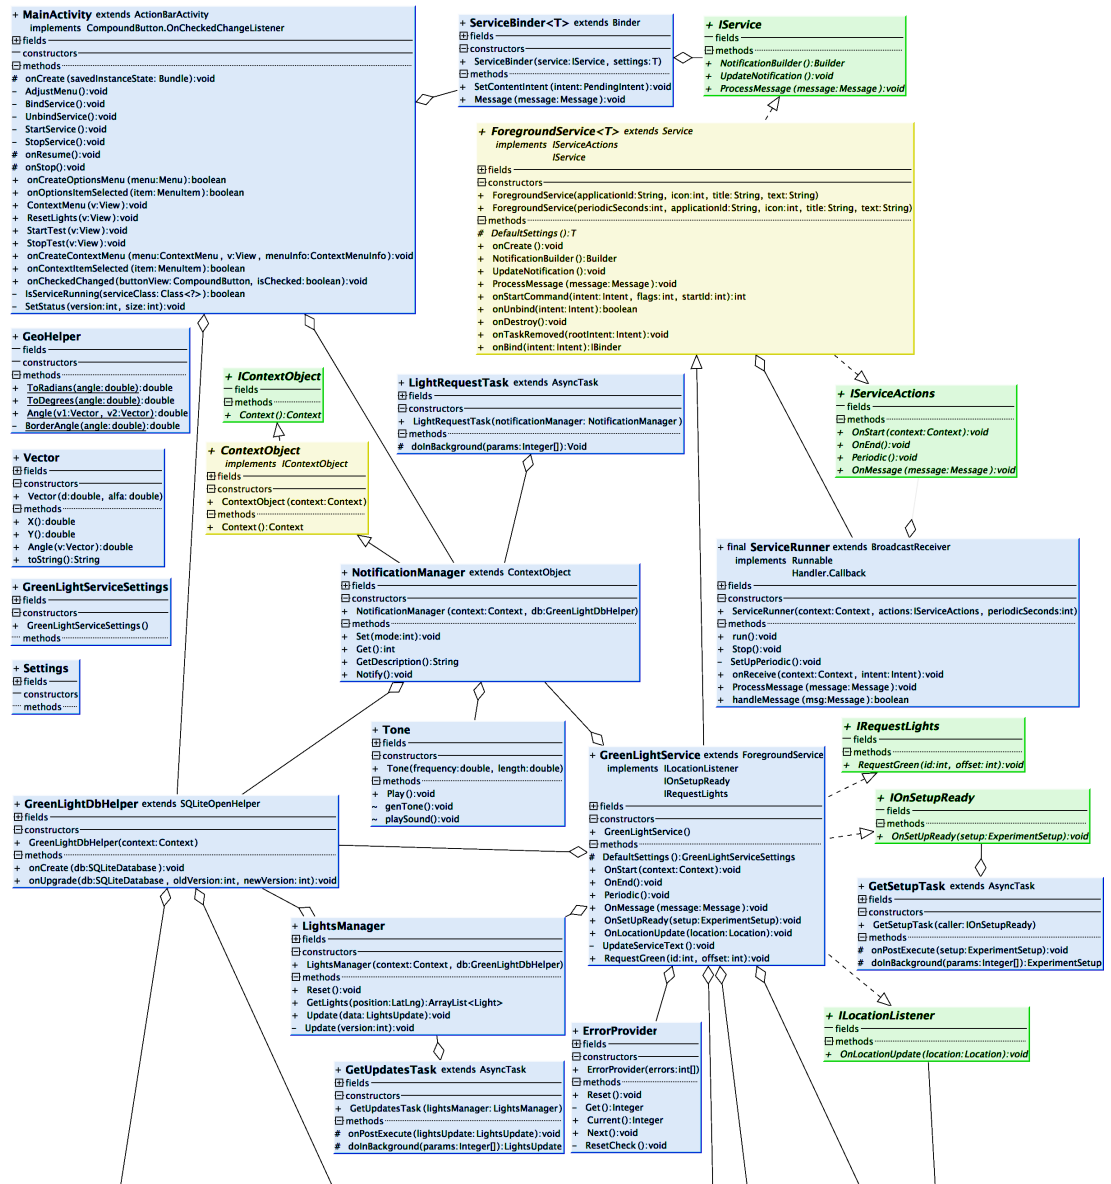 + MainActivity extends ActionBarActivity
implements CompoundButton.OnCheckedChangeListener
fields
constructors
methods
# onCreate (savedInstanceState: Bundle):void
– AdjustMenu():void
– BindService():void
– UnbindService():void
– StartService():void
– StopService():void
# onResume():void
# onStop():void
+ onCreateOptionsMenu (menu:Menu):boolean
+ onOptionsItemSelected (item:MenuItem):boolean
+ ContextMenu (v:View):void
+ ResetLights (v:View):void
+ StartTest (v:View):void
+ StopTest(v:View):void
+ onCreateContextMenu (menu:ContextMenu, v:View, menuInfo:ContextMenuInfo):void
+ onContextItemSelected (item:MenuItem):boolean
+ onCheckedChanged (buttonView:CompoundButton, isChecked:boolean):void
– IsServiceRunning(serviceClass:Class<?>):boolean
– SetStatus (version:int, size:int):void
+ ServiceBinder<T> extends Binder
fields
constructors
+ ServiceBinder (service:IService, settings:T)
methods
+ SetContentIntent (intent:PendingIntent):void
+ Message (message:Message):void
+ IService
fields
methods
+ NotificationBuilder ():Builder
+ UpdateNotification ():void
+ ProcessMessage (message:Message):void
+ ForegroundService<T> extends Service
implements IServiceActions
IService
fields
constructors
+ ForegroundService(applicationId:String, icon:int, title:String, text:String)
+ ForegroundService(periodicSeconds:int, applicationId:String, icon:int, title:String, text:String)
methods
# DefaultSettings ():T
+ onCreate ():void
+ NotificationBuilder ():Builder
+ UpdateNotification ():void
+ ProcessMessage (message:Message):void
+ onStartCommand(intent:Intent, flags:int, startId:int):int
+ onUnbind(intent:Intent):boolean
+ onDestroy():void
+ onTaskRemoved(rootIntent:Intent):void
+ onBind(intent:Intent):IBinder
+ GeoHelper
fields
constructors
methods
+ ToRadians(angle:double):double
+ ToDegrees(angle:double):double
+ Angle(v1:Vector, v2:Vector):double
– BorderAngle(angle:double):double
+ IContextObject
fields
methods
+ Context():Context
+ LightRequestTask extends AsyncTask
fields
constructors
+ LightRequestTask(notificationManager:NotificationManager)
methods
# doInBackground(params:Integer[]):Void
+ IServiceActions
fields
methods
+ OnStart (context:Context):void
+ OnEnd():void
+ Periodic():void
+ OnMessage (message:Message):void
+ ContextObject
implements IContextObject
fields
constructors
+ ContextObject (context:Context)
methods
+ Context():Context
+ Vector
fields
constructors
+ Vector(d:double, alfa:double)
methods
+ X():double
+ Y():double
+ Angle(v:Vector):double
+ toString():String
+ NotificationManager extends ContextObject
fields
constructors
+ NotificationManager (context:Context, db:GreenLightDbHelper)
methods
+ Set(mode:int):void
+ Get():int
+ GetDescription():String
+ Notify():void
+ final ServiceRunner extends BroadcastReceiver
implements Runnable
Handler.Callback
fields
constructors
+ ServiceRunner(context:Context, actions:IServiceActions, periodicSeconds:int)
methods
+ run():void
+ Stop():void
– SetUpPeriodic():void
+ onReceive(context:Context, intent:Intent):void
+ ProcessMessage (message:Message):void
+ handleMessage (msg:Message):boolean
+ GreenLightServiceSettings
fields
constructors
+ GreenLightServiceSettings()
methods
+ Settings
fields
constructors
methods
+ Tone
fields
constructors
+ Tone(frequency:double, length:double)
methods
+ Play():void
~ genTone():void
~ playSound():void
+ GreenLightService extends ForegroundService
implements ILocationListener
IOnSetupReady
IRequestLights
fields
constructors
+ GreenLightService()
methods
# DefaultSettings ():GreenLightServiceSettings
+ OnStart (context:Context):void
+ OnEnd():void
+ Periodic():void
+ OnMessage (message:Message):void
+ OnSetUpReady(setup:ExperimentSetup):void
+ OnLocationUpdate (location:Location):void
– UpdateServiceText ():void
+ RequestGreen (id:int, offset:int):void
+ IRequestLights
fields
methods
+ RequestGreen (id:int, offset:int):void
+ IOnSetupReady
fields
methods
+ OnSetUpReady (setup:ExperimentSetup):void
+ GreenLightDbHelper extends SQLiteOpenHelper
fields
constructors
+ GreenLightDbHelper(context:Context)
methods
+ onCreate (db:SQLiteDatabase):void
+ onUpgrade(db:SQLiteDatabase, oldVersion:int, newVersion:int):void
+ GetSetupTask extends AsyncTask
fields
constructors
+ GetSetupTask (caller:IOnSetupReady)
methods
# onPostExecute (setup:ExperimentSetup):void
# doInBackground(params:Integer[]):ExperimentSetup
+ LightsManager
fields
constructors
+ LightsManager(context:Context, db:GreenLightDbHelper)
methods
+ Reset():void
+ GetLights (position:LatLng):ArrayList<Light>
+ Update (data:LightsUpdate):void
– Update (version:int):void
+ ILocationListener
fields
methods
+ OnLocationUpdate (location:Location):void
+ ErrorProvider
fields
constructors
+ ErrorProvider(errors:int[])
methods
+ Reset():void
– Get():Integer
+ Current():Integer
+ Next():void
– ResetCheck():void
+ GetUpdatesTask extends AsyncTask
fields
constructors
+ GetUpdatesTask (lightsManager:LightsManager)
methods
# onPostExecute (lightsUpdate:LightsUpdate):void
# doInBackground(params:Integer[]):LightsUpdate